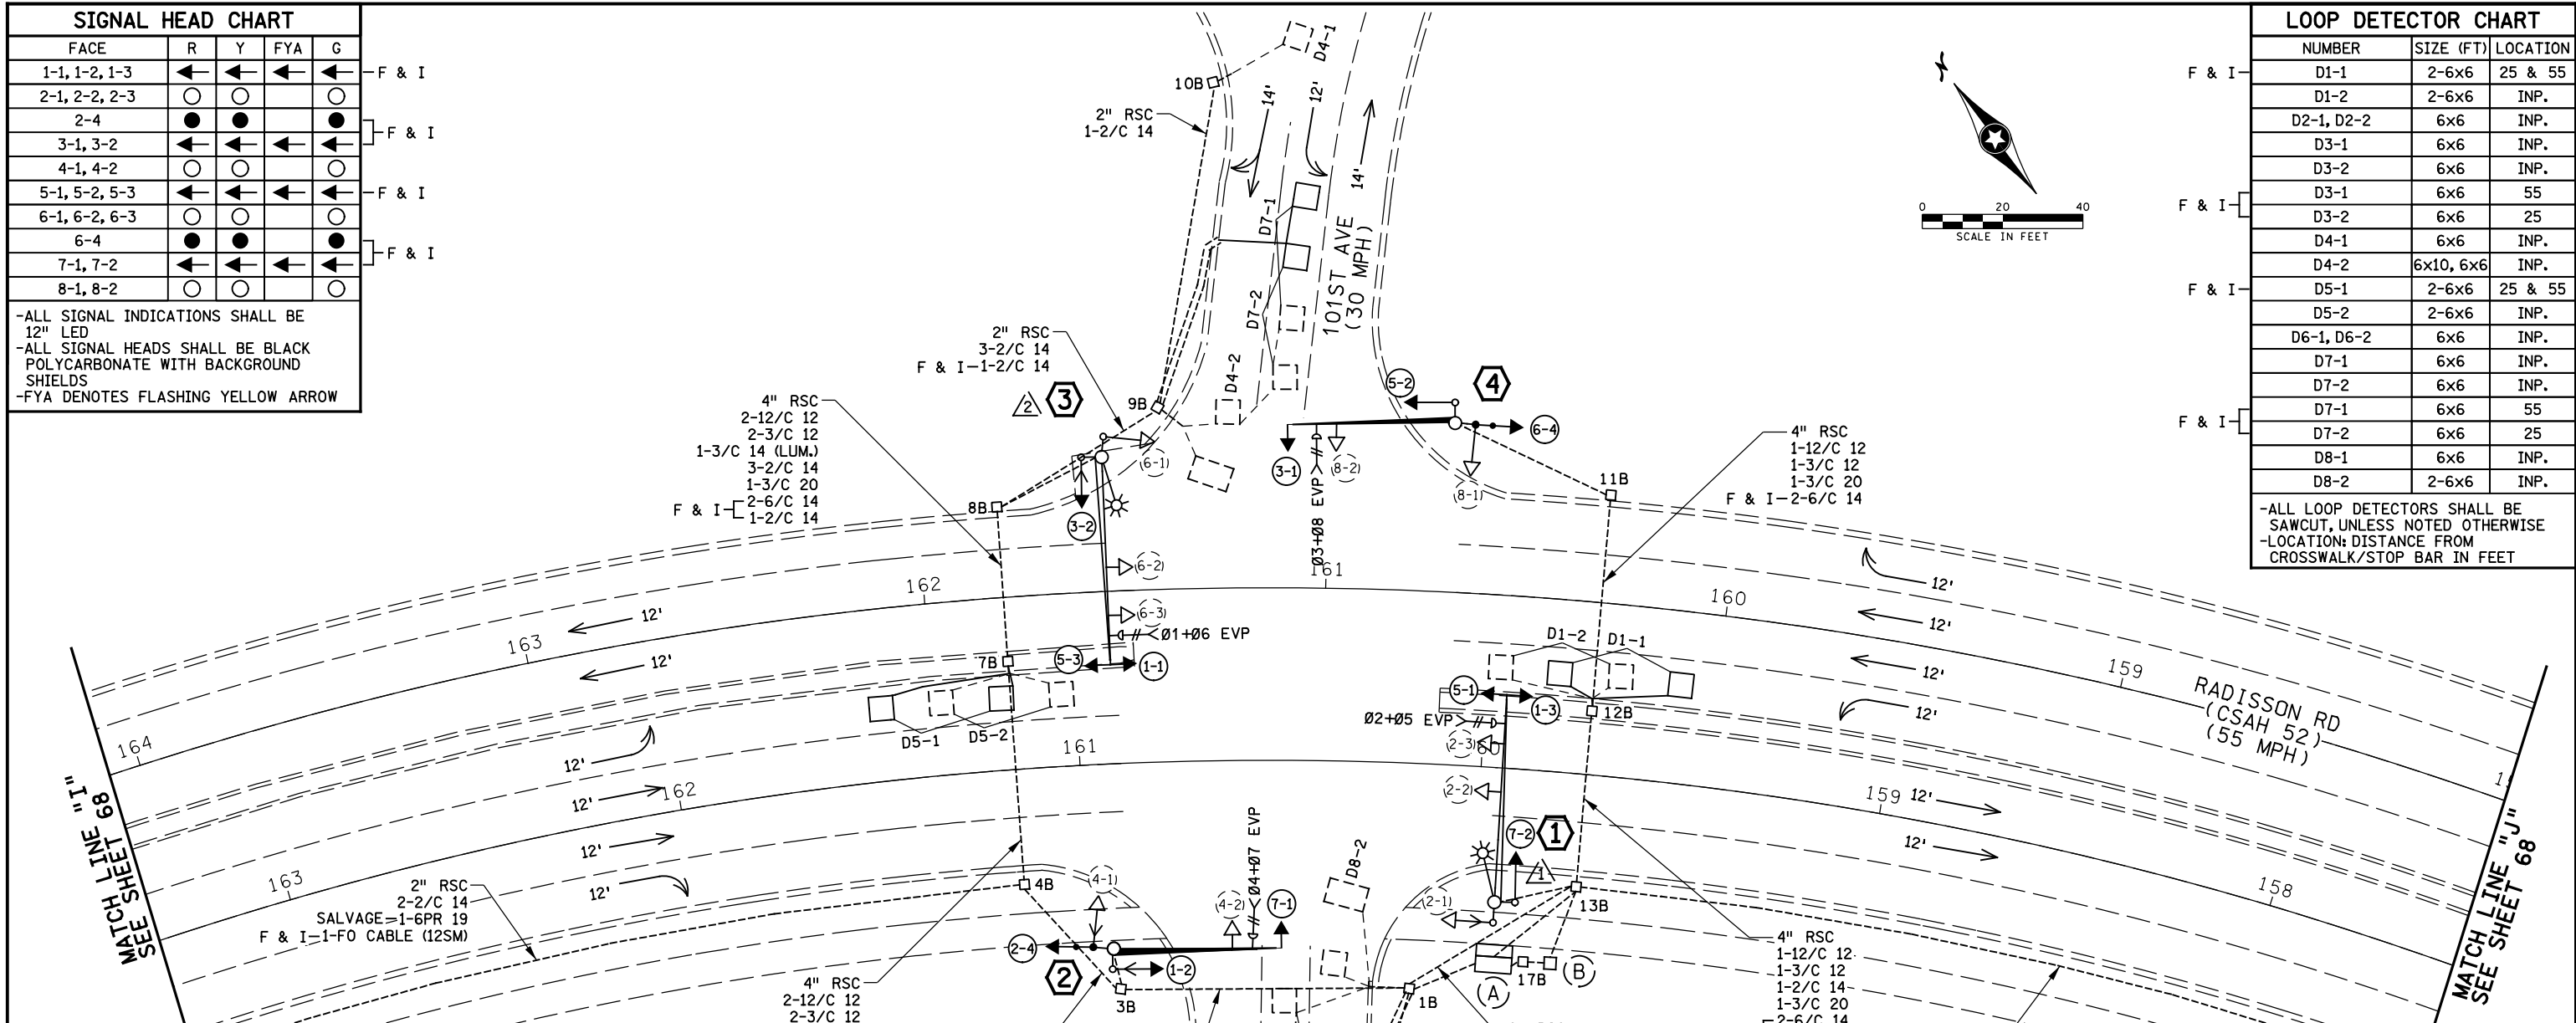 SIGNAL HEAD CHART
FACE R Y FYA G
1-1, 1-2, 1-3 F & I
2-1, 2-2, 2-3
2-4
3-1, 3-2
F & I
4-1, 4-2
5-1, 5-2, 5-3 F & I
6-1, 6-2, 6-3
6-4
7-1, 7-2
F & I
8-1, 8-2
-ALL SIGNAL INDICATIONS SHALL BE
12" LED
-ALL SIGNAL HEADS SHALL BE BLACK
POLYCARBONATE WITH BACKGROUND
SHIELDS
-FYA DENOTES FLASHING YELLOW ARROW
LOOP DETECTOR CHART
NUMBER SIZE (FT) LOCATION
F & I D1-1 2-6x6 25 & 55
D1-2 2-6x6 INP.
D2-1, D2-2 6x6 INP.
D3-1 6x6 INP.
D3-2 6x6 INP.
D3-1 6x6 55
F & I
D3-2 6x6 25
D4-1 6x6 INP.
D4-2 6x10, 6x6 INP.
F & I D5-1 2-6x6 25 & 55
D5-2 2-6x6 INP.
D6-1, D6-2 6x6 INP.
D7-1 6x6 INP.
D7-2 6x6 INP.
D7-1 6x6 55
F & I
D7-2 6x6 25
D8-1 6x6 INP.
D8-2 2-6x6 INP.
-ALL LOOP DETECTORS SHALL BE
SAWCUT, UNLESS NOTED OTHERWISE
-LOCATION: DISTANCE FROM
CROSSWALK/STOP BAR IN FEET
0 20 40
SCALE IN FEET
D4-1
10B
2" RSC
1-2/C 14
14'
12'
14'
D7-1
D7-2
101ST AVE
(30 MPH)
D4-2
2" RSC
3-2/C 14
F & I 1-2/C 14
2
3
9B
4" RSC
2-12/C 12
2-3/C 12
1-3/C 14 (LUM.)
3-2/C 14
1-3/C 20
2-6/C 14
F & I
1-2/C 14
8B
6-1
3-2
5-2
4
6-4
3-1
8-2
8-1
Ø3+Ø8 EVP
4" RSC
1-12/C 12
1-3/C 12
1-3/C 20
F & I 2-6/C 14
11B
6-2
6-3
Ø1+Ø6 EVP
5-3
1-1
7B
D5-1
D5-2
162
161
160
159
163
164
12'
12'
12'
12'
12'
12'
12'
12'
12'
12'
12'
12'
D1-2
D1-1
5-1
1-3
12B
Ø2+Ø5 EVP
2-3
60
2-2
RADISSON RD
(CSAH 52)
(55 MPH)
161
162
163
159
158
MATCH LINE "I"
SEE SHEET 68
MATCH LINE "J"
SEE SHEET 68
2" RSC
2-2/C 14
SALVAGE 1-6PR 19
F & I 1-FO CABLE (12SM)
4B
4-1
4-2
Ø4+Ø7 EVP
7-1
D8-2
7-2
1
1
2-1
13B
2-4
2
1-2
3B
1B
A
17B
B
4" RSC
2-12/C 12
2-3/C 12
4" RSC
1-12/C 12
1-3/C 12
1-2/C 14
1-3/C 20
2-6/C 14